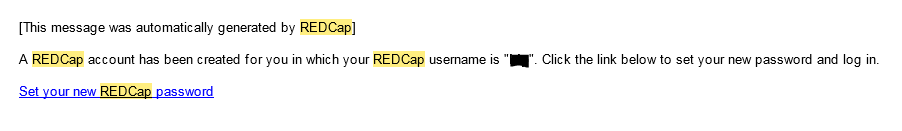 [This message was automatically generated by REDCap]
A REDCap account has been created for you in which your REDCap username is "". Click the link below to set your new password and log in.
Set your new REDCap password